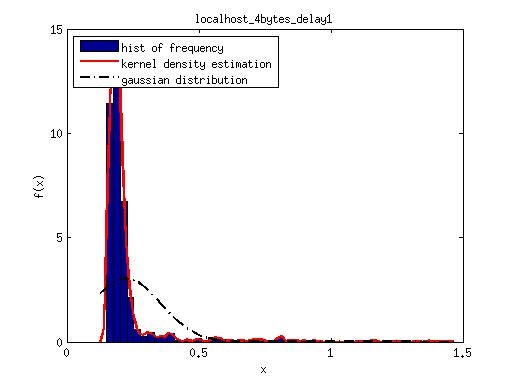 localhost_4bytes_delay1
15
hist of frequency
kernel density estimation
gaussian distribution
10
f(x)
5
0
0 0.5 1 1.5
x